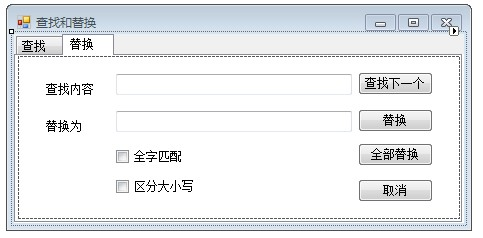 查找和替换
查找 替换
查找内容 查找下一个
替换为 替换
全字匹配 全部替换
区分大小写 取消